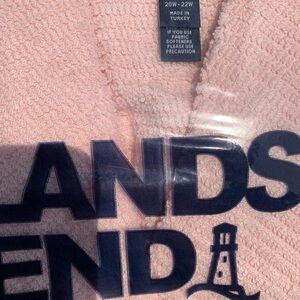 20W-22W
MADE IN
TURKEY
IF YOU USE
FABRIC
SOFTENERS
PLEASE USE
PRECAUTION
LANDS
END